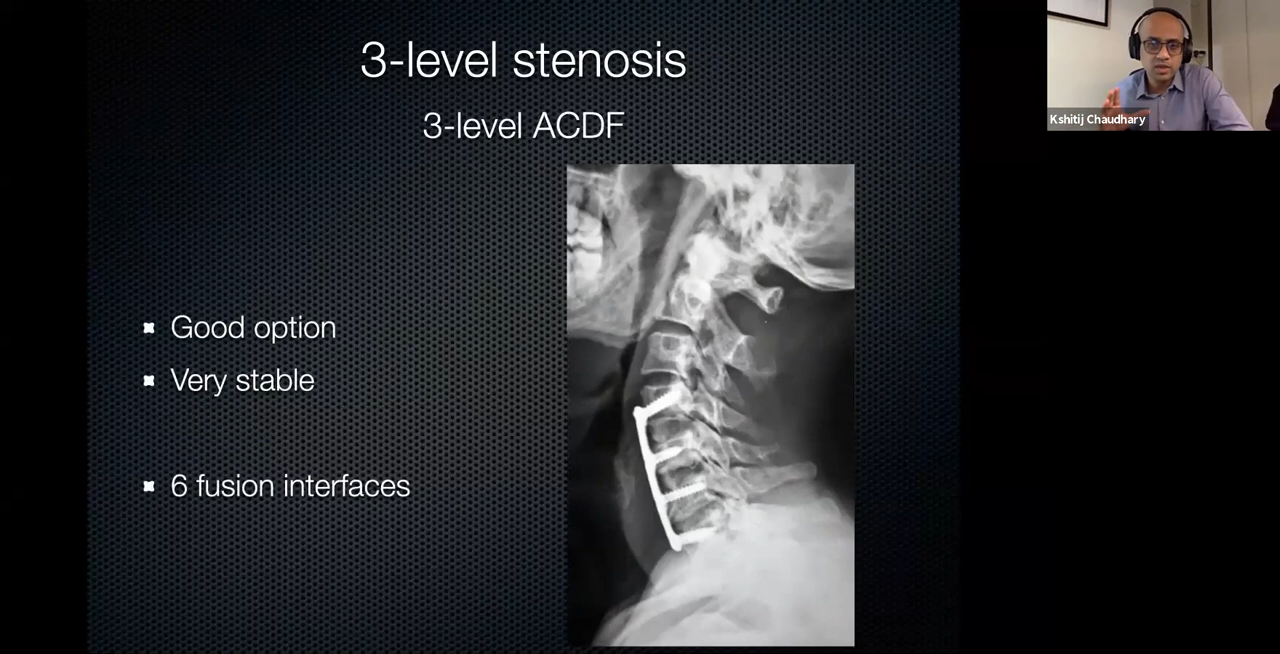 3-level stenosis
3-level ACDF
Good option
Very stable
6 fusion interfaces
Kshitij Chaudhary